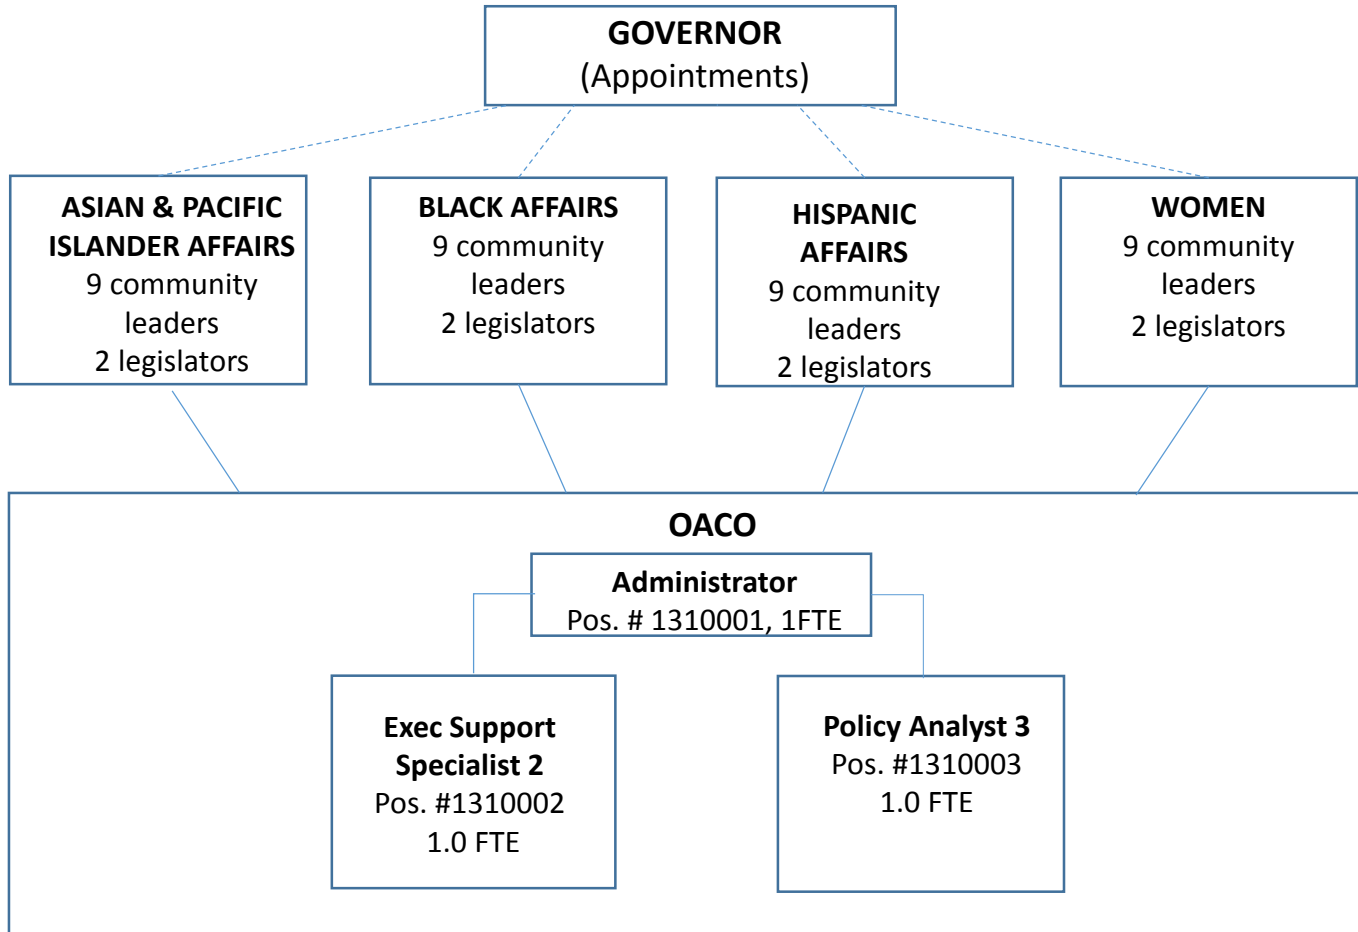 GOVERNOR
(Appointments)
ASIAN & PACIFIC
ISLANDER AFFAIRS
9 community
leaders
2 legislators
BLACK AFFAIRS
9 community
leaders
2 legislators
HISPANIC
AFFAIRS
9 community
leaders
2 legislators
WOMEN
9 community
leaders
2 legislators
OACO
Administrator
Pos. # 1310001, 1FTE
Exec Support
Specialist 2
Pos. #1310002
1.0 FTE
Policy Analyst 3
Pos. #1310003
1.0 FTE